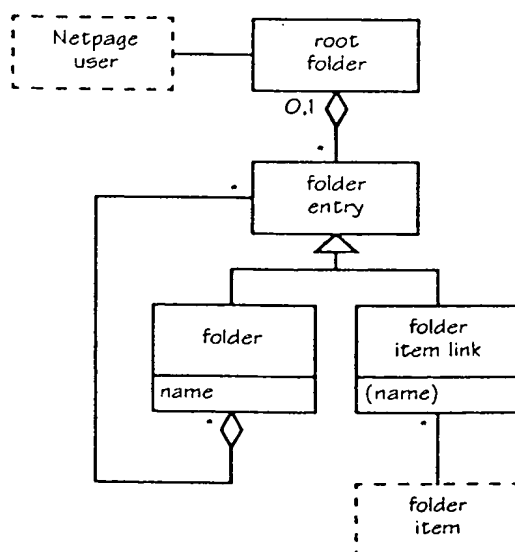 Netpage
user
root
folder
0,1
*
*
folder
entry
folder
name
*
folder
item link
(name)
*
folder
item